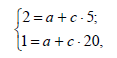 2 = a + c · 5;
1 = a + c · 20,